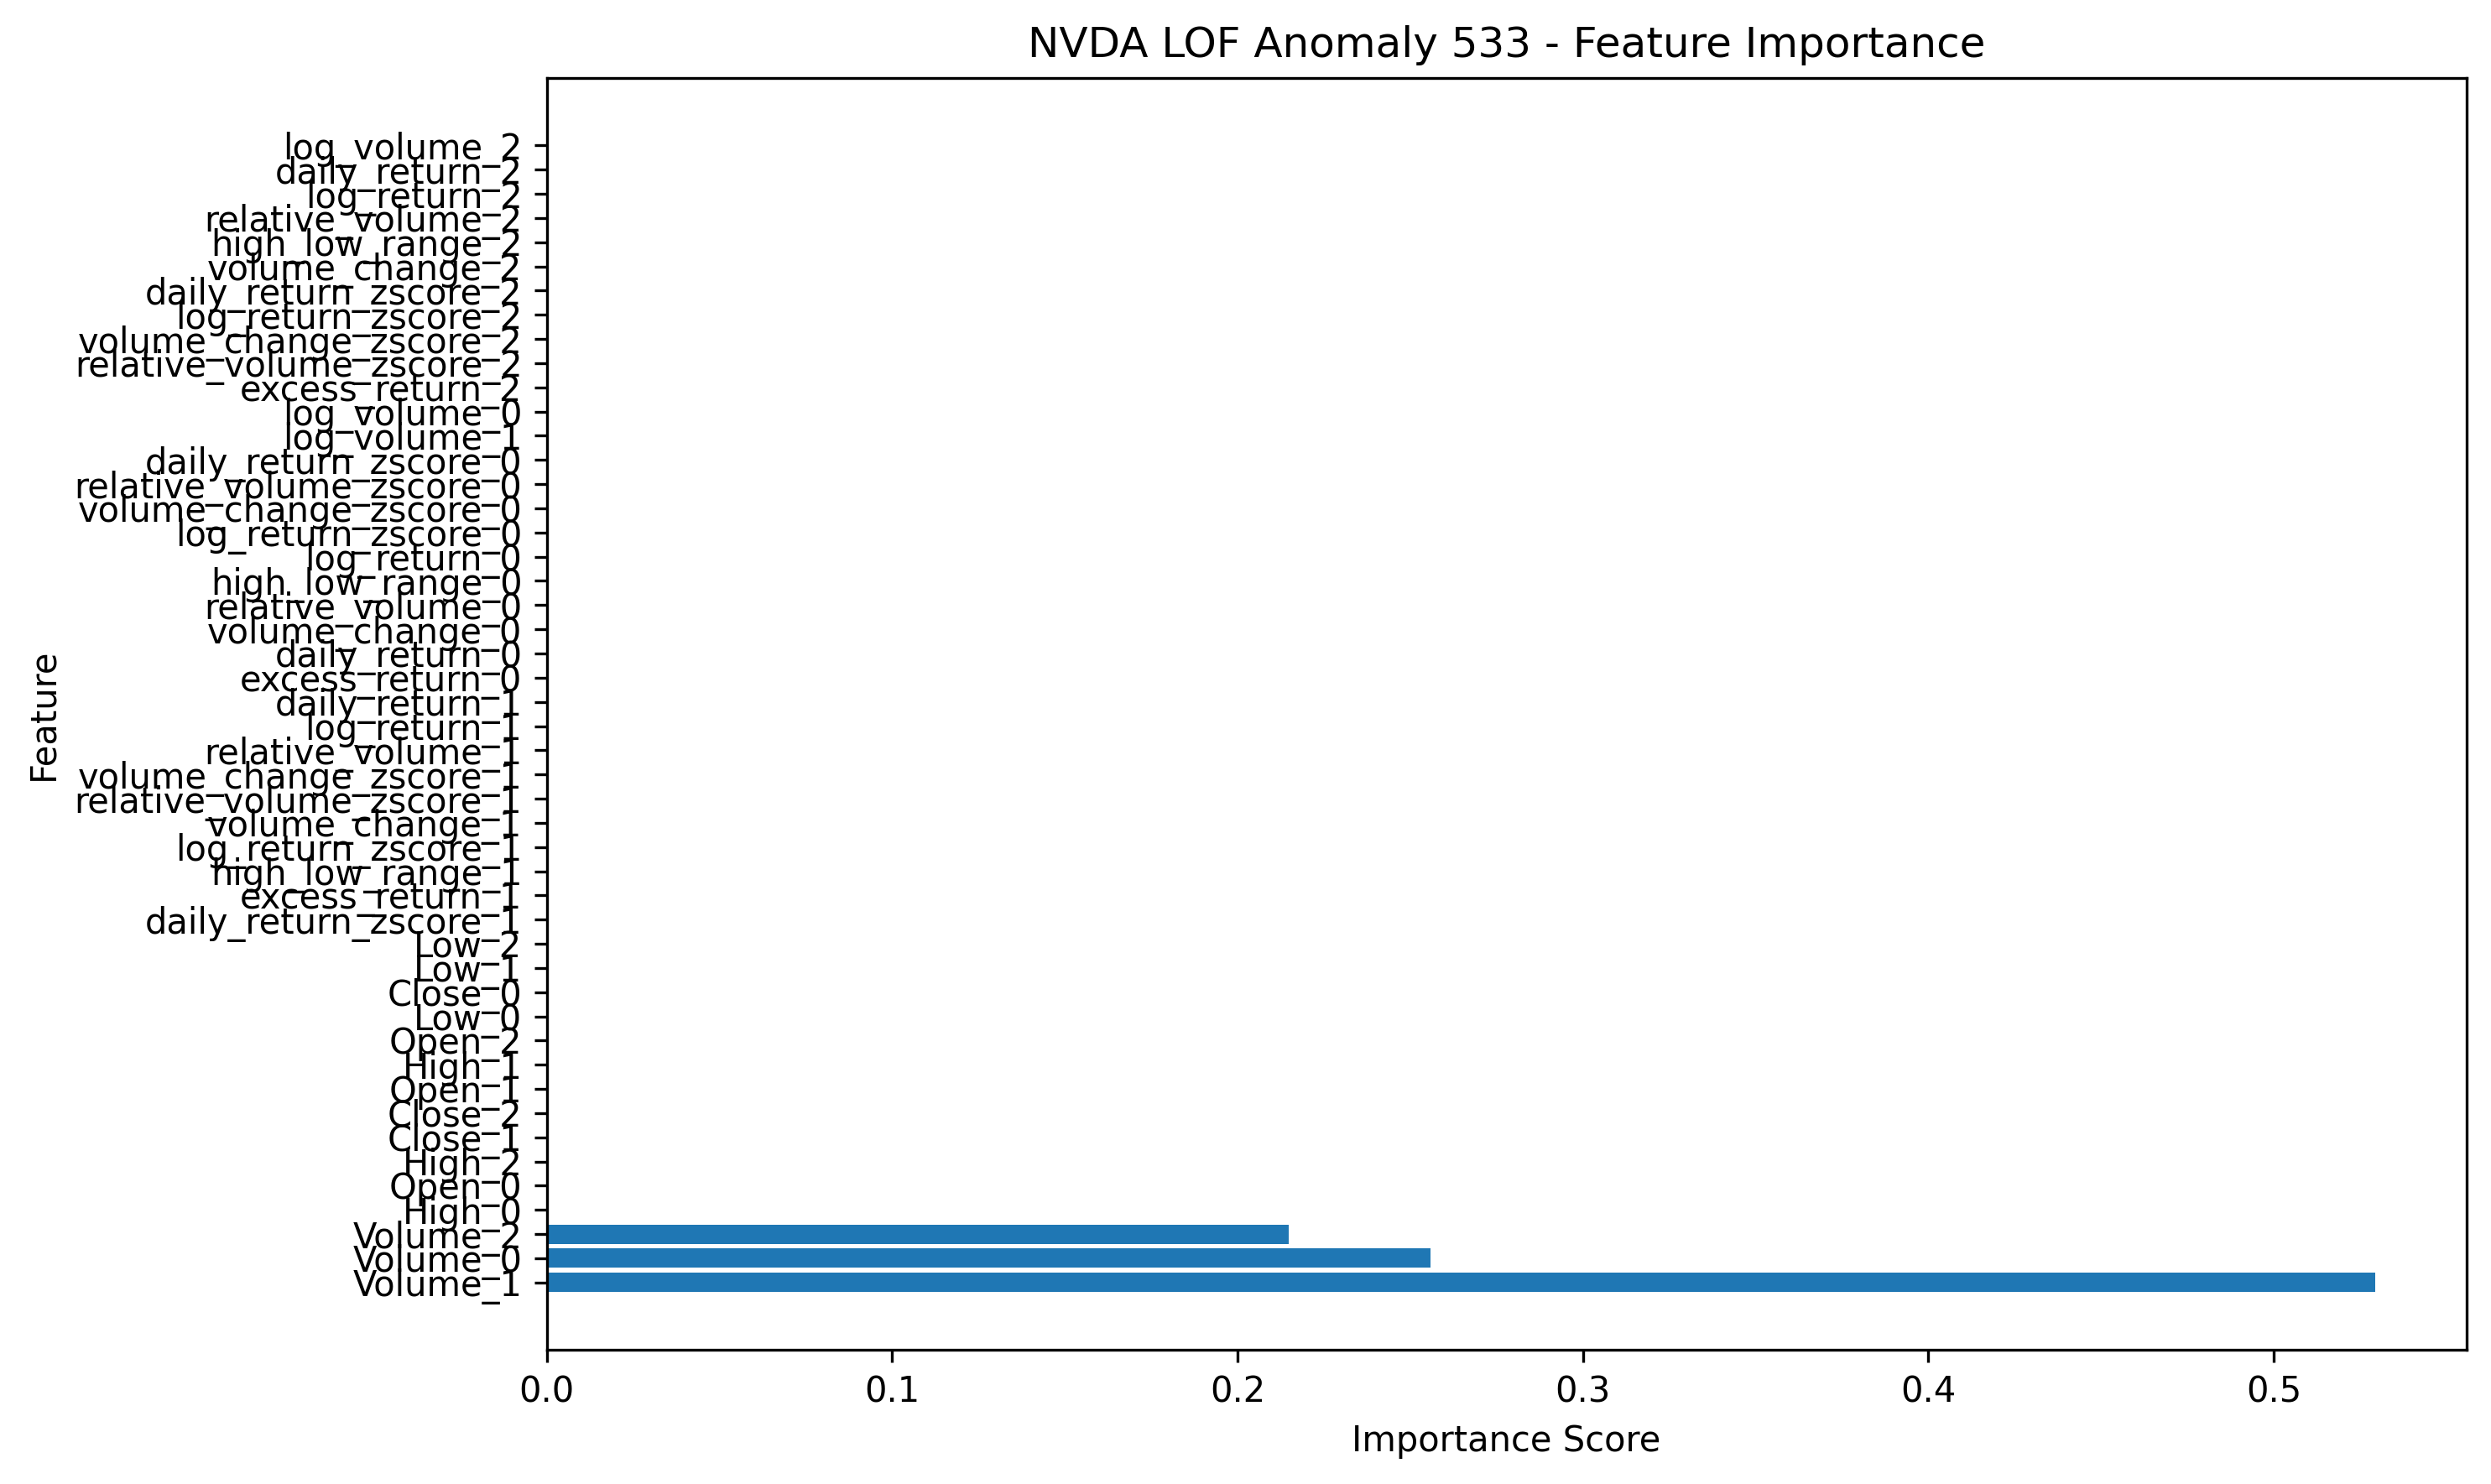 NVDA LOF Anomaly 533 - Feature Importance
log_volume_2
daily_return_2
log_return_2
relative_volume_2
high_low_range_2
volume_change_2
daily_return_zscore_2
log_return_zscore_2
volume_change_zscore_2
relative_volume_zscore_2
excess_return_2
log_volume_0
log_volume_1
daily_return_zscore_0
relative_volume_zscore_0
volume_change_zscore_0
log_return_zscore_0
log_return_0
high_low_range_0
relative_volume_0
volume_change_0
daily_return_0
excess_return_0
daily_return_1
log_return_1
relative_volume_1
volume_change_zscore_1
relative_volume_zscore_1
volume_change_1
log_return_zscore_1
high_low_range_1
excess_return_1
daily_return_zscore_1
Low_2
Low_1
Close_0
Low_0
Open_2
High_1
Open_1
Close_2
Close_1
High_2
Open_0
High_0
Volume_2
Volume_0
Volume_1
Feature
0.0 0.1 0.2 0.3 0.4 0.5
Importance Score